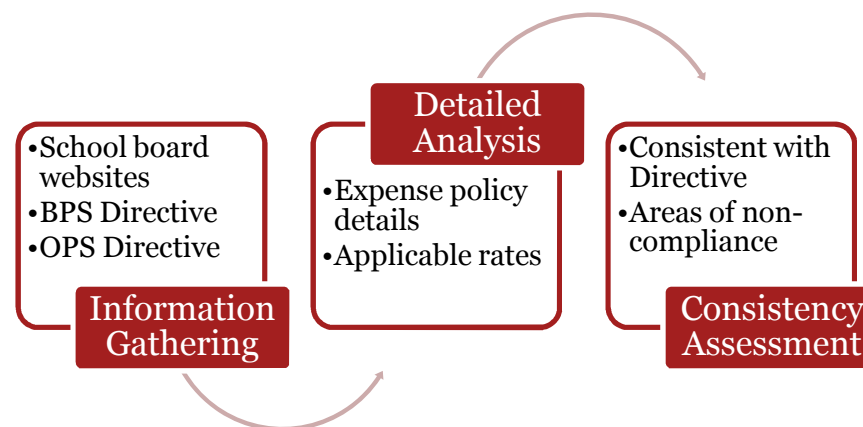 •School board
websites
•BPS Directive
•OPS Directive
Information
Gathering
Detailed
Analysis
•Expense policy
details
•Applicable rates
•Consistent with
Directive
•Areas of non-
compliance
Consistency
Assessment